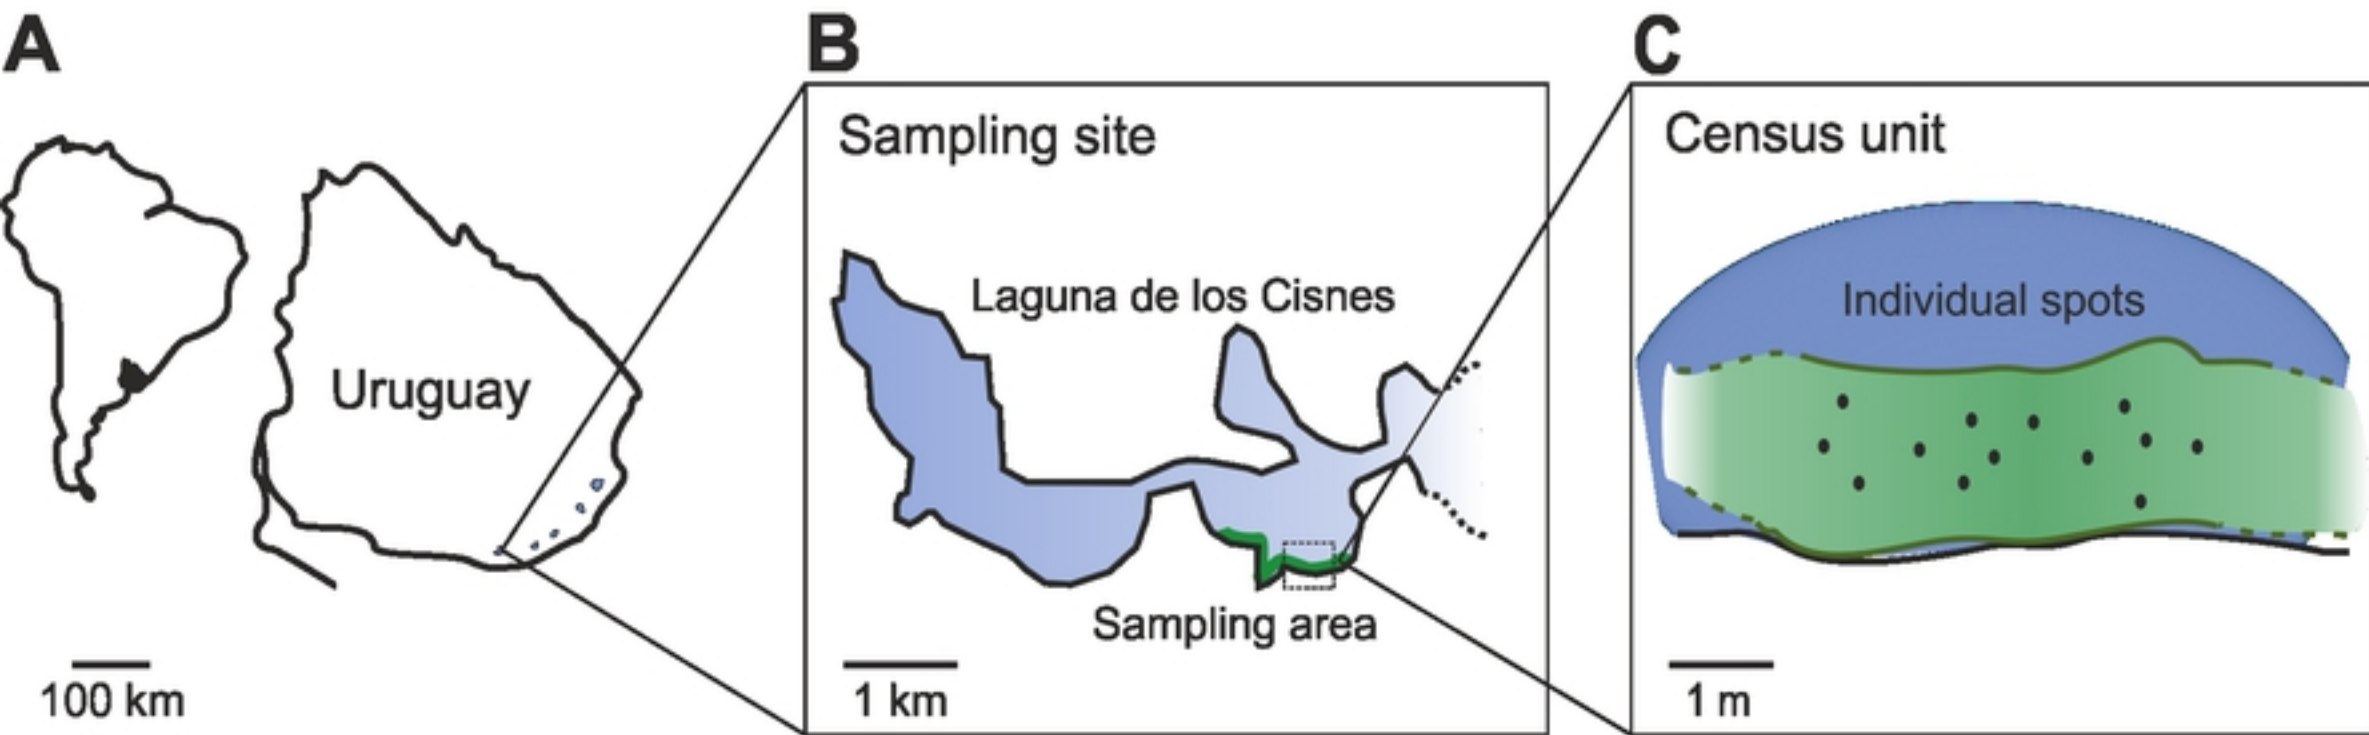 A
B
C
Sampling site
Census unit
Laguna de los Cisnes
Individual spots
Uruguay
Sampling area
100 km
1 km
1 m